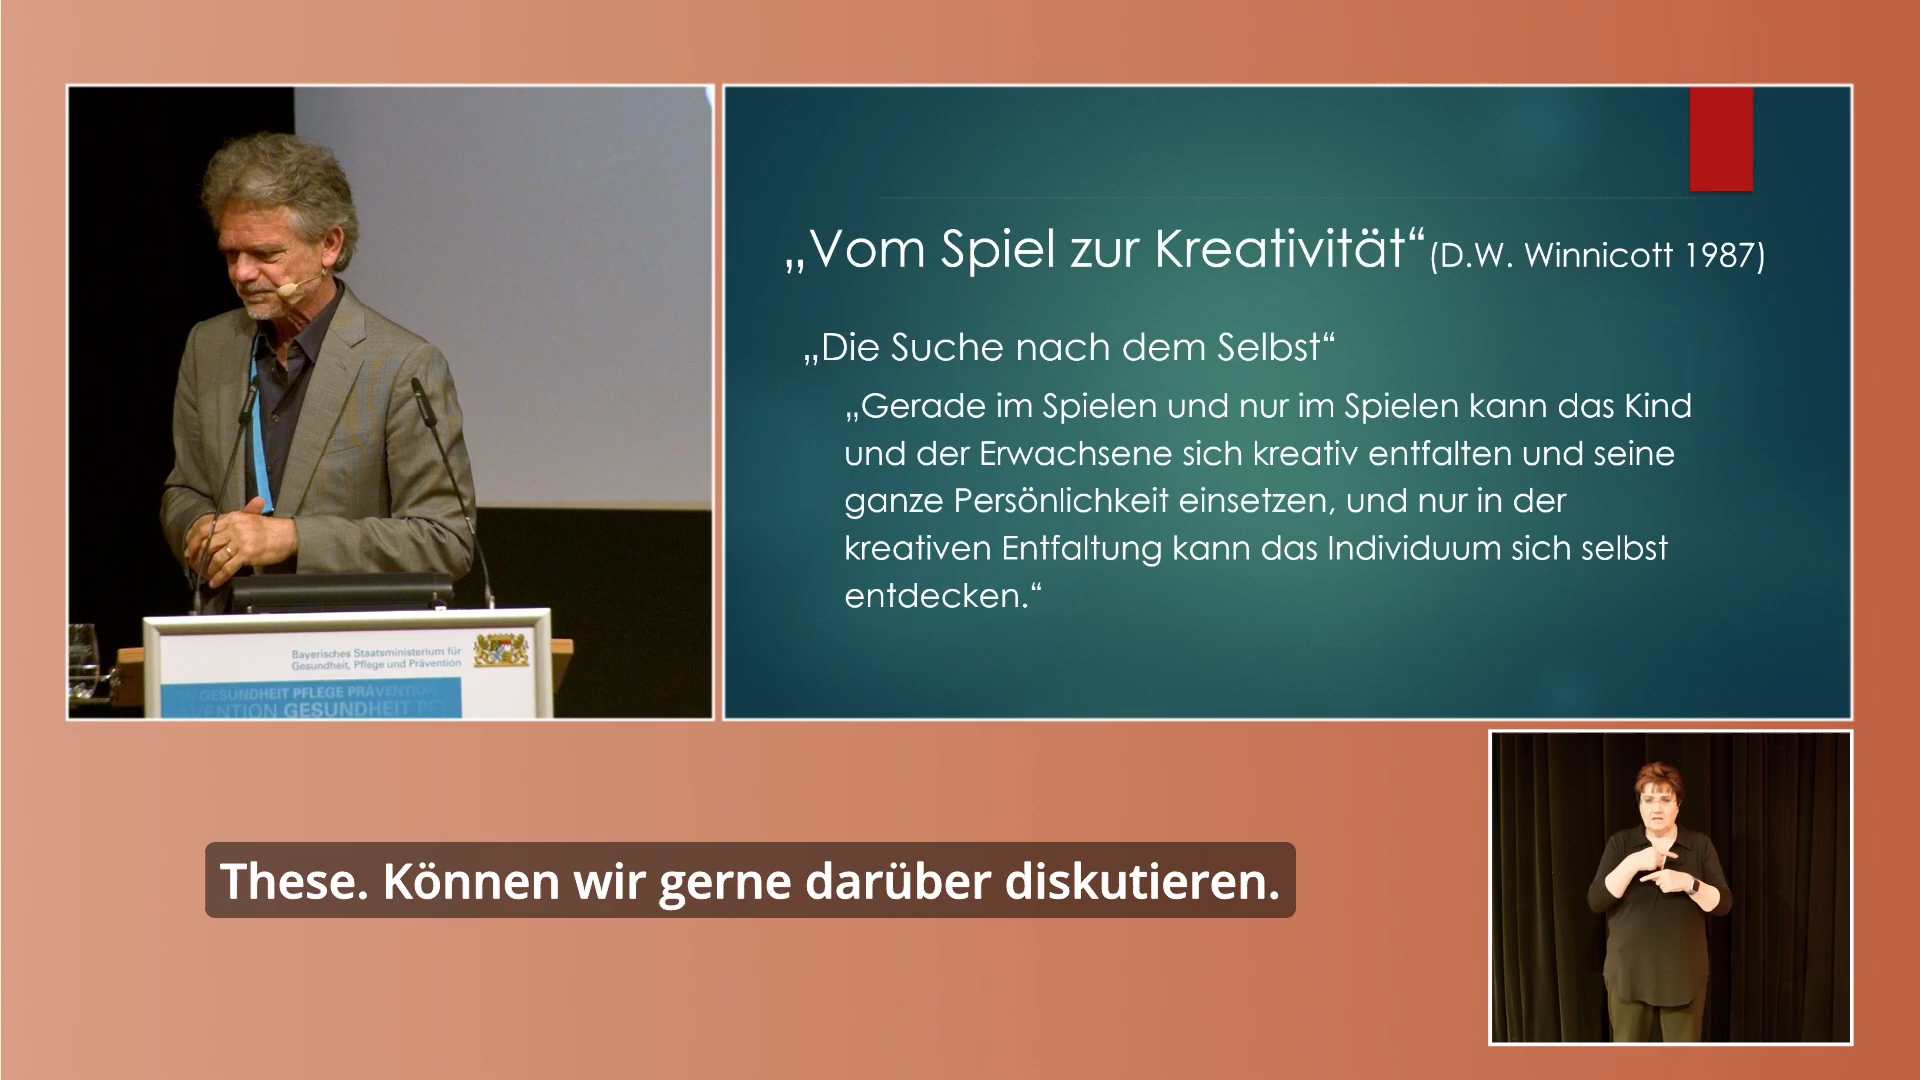 „Vom Spiel zur Kreativität“ (D.W. Winnicott 1987)
„Die Suche nach dem Selbst“
„Gerade im Spielen und nur im Spielen kann das Kind
und der Erwachsene sich kreativ entfalten und seine
ganze Persönlichkeit einsetzen, und nur in der
kreativen Entfaltung kann das Individuum sich selbst
entdecken.“
Bayerisches Staatsministerium für
Gesundheit, Pflege und Prävention
GESUNDHEIT PFLEGE PRÄVENTION
GESUNDHEIT
These. Können wir gerne darüber diskutieren.